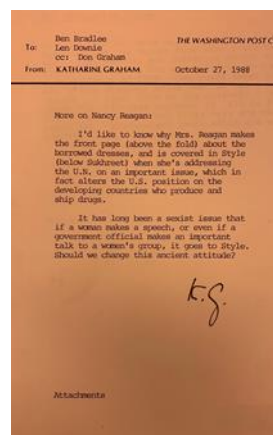 Ben Bradlee
To: Len Downie
cc: Don Graham
THE WASHINGTON POST C
From: KATHARINE GRAHAM October 27, 1988
More on Nancy Reagan:
I'd like to know why Mrs. Reagan makes
the front page (above the fold) about the
borrowed dresses, and is covered in Style
(below Sukhreet) when she's addressing
the U.N. on an important issue, which in
fact alters the U.S. position on the
developing countries who produce and
ship drugs.
It has long been a sexist issue that
if a woman makes a speech, or even if a
government official makes an important
talk to a women's group, it goes to Style.
Should we change this ancient attitude?
K.G.
Attachments